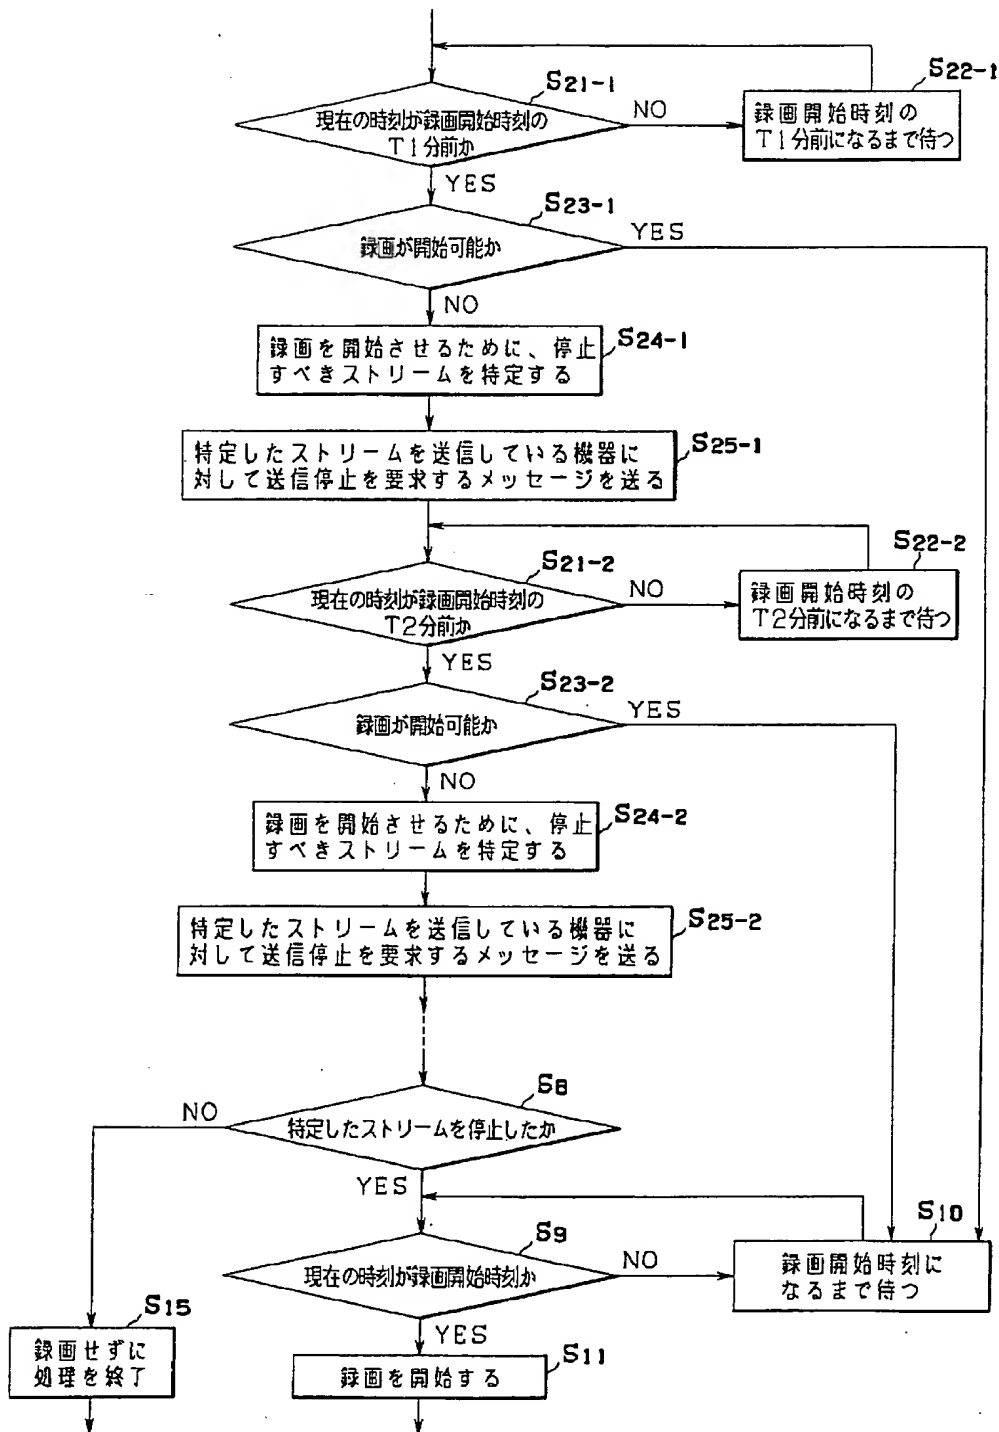 S21-1
現在の時刻が録画開始時刻の
T1分前か
NO
S22-1
録画開始時刻の
T1分前になるまで待つ
YES
S23-1
録画が開始可能か
YES
NO
S24-1
録画を開始させるために、停止
すべきストリームを特定する
S25-1
特定したストリームを送信している機器に
対して送信停止を要求するメッセージを送る
S21-2
現在の時刻が録画開始時刻の
T2分前か
NO
S22-2
録画開始時刻の
T2分前になるまで待つ
YES
S23-2
録画が開始可能か
YES
NO
S24-2
録画を開始させるために、停止
すべきストリームを特定する
S25-2
特定したストリームを送信している機器に
対して送信停止を要求するメッセージを送る
S8
特定したストリームを停止したか
NO
YES
S9
現在の時刻が録画開始時刻か
NO
S10
録画開始時刻に
なるまで待つ
YES
S15
録画せずに
処理を終了
S11
録画を開始する